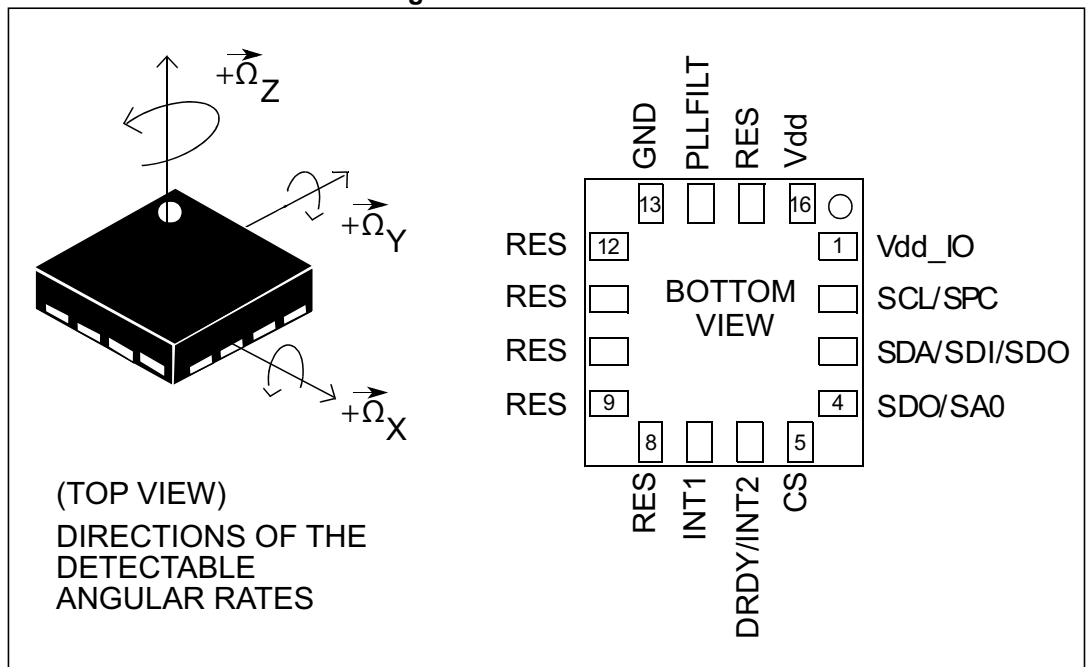 g
+Ω Z
+Ω Y
+Ω X
(TOP VIEW)
DIRECTIONS OF THE
DETECTABLE
ANGULAR RATES
GND
PLLFILT
RES
Vdd
13
16
RES
12
1
Vdd_IO
RES
SCL/SPC
BOTTOM
VIEW
RES
SDA/SDI/SDO
RES
9
4
SDO/SA0
8
5
RES
INT1
DRDY/INT2
CS